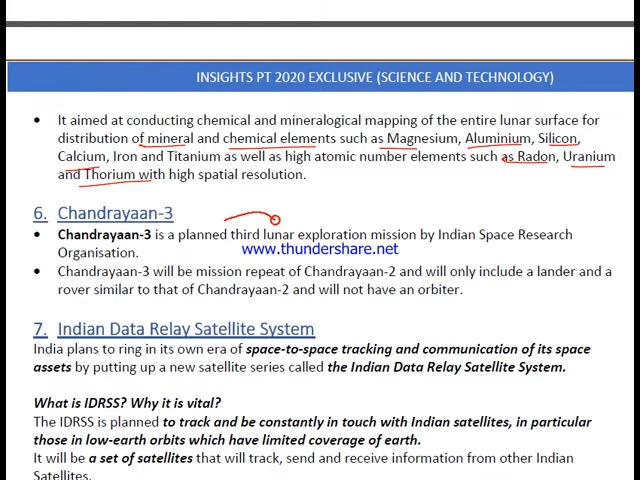 INSIGHTS PT 2020 EXCLUSIVE (SCIENCE AND TECHNOLOGY)
• It aimed at conducting chemical and mineralogical mapping of the entire lunar surface for
distribution of mineral and chemical elements such as Magnesium, Aluminium, Silicon,
Calcium, Iron and Titanium as well as high atomic number elements such as Radon, Uranium
and Thorium with high spatial resolution.
6. Chandrayaan-3
• Chandrayaan-3 is a planned third lunar exploration mission by Indian Space Research
Organisation.
www.thundershare.net
• Chandrayaan-3 will be mission repeat of Chandrayaan-2 and will only include a lander and a
rover similar to that of Chandrayaan-2 and will not have an orbiter.
7. Indian Data Relay Satellite System
India plans to ring in its own era of space-to-space tracking and communication of its space
assets by putting up a new satellite series called the Indian Data Relay Satellite System.
What is IDRSS? Why it is vital?
The IDRSS is planned to track and be constantly in touch with Indian satellites, in particular
those in low-earth orbits which have limited coverage of earth.
It will be a set of satellites that will track, send and receive information from other Indian
Satellites.